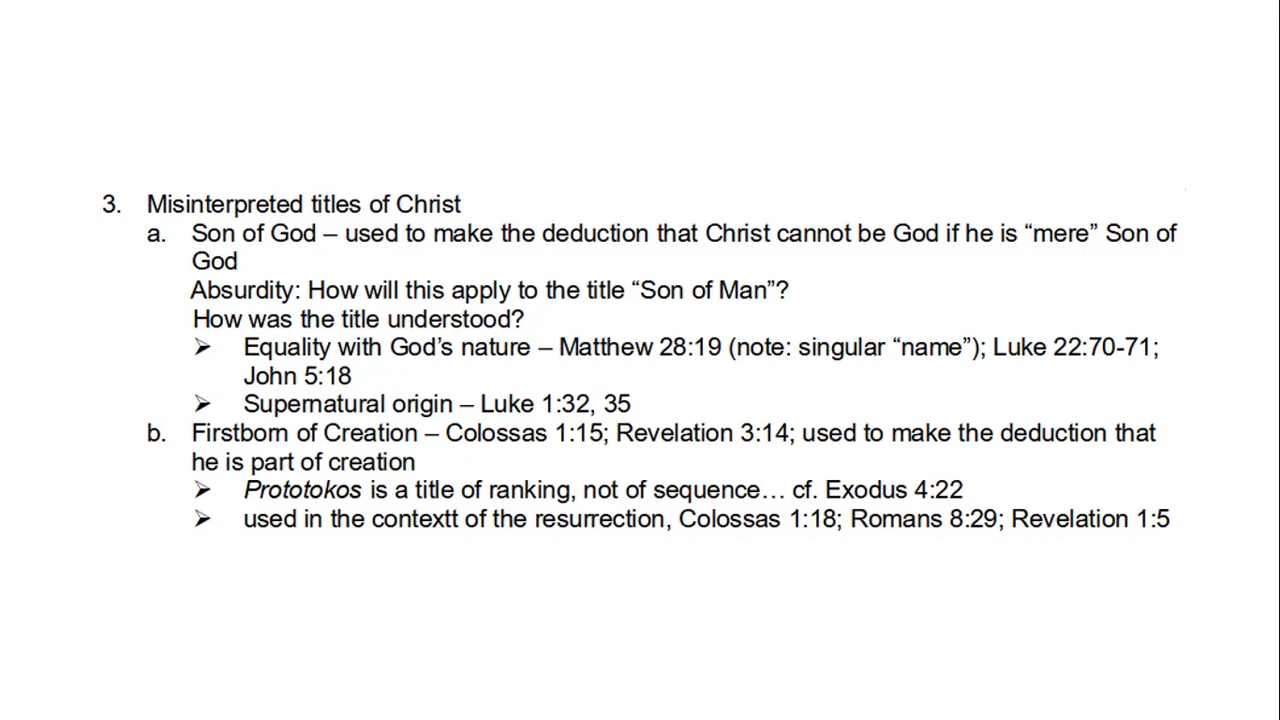 3. Misinterpreted titles of Christ
a. Son of God – used to make the deduction that Christ cannot be God if he is “mere” Son of
God
Absurdity: How will this apply to the title “Son of Man”?
How was the title understood?
➢ Equality with God’s nature – Matthew 28:19 (note: singular “name”); Luke 22:70-71;
John 5:18
➢ Supernatural origin – Luke 1:32, 35
b. Firstborn of Creation – Colossas 1:15; Revelation 3:14; used to make the deduction that
he is part of creation
➢ Prototokos is a title of ranking, not of sequence… cf. Exodus 4:22
➢ used in the contextt of the resurrection, Colossas 1:18; Romans 8:29; Revelation 1:5